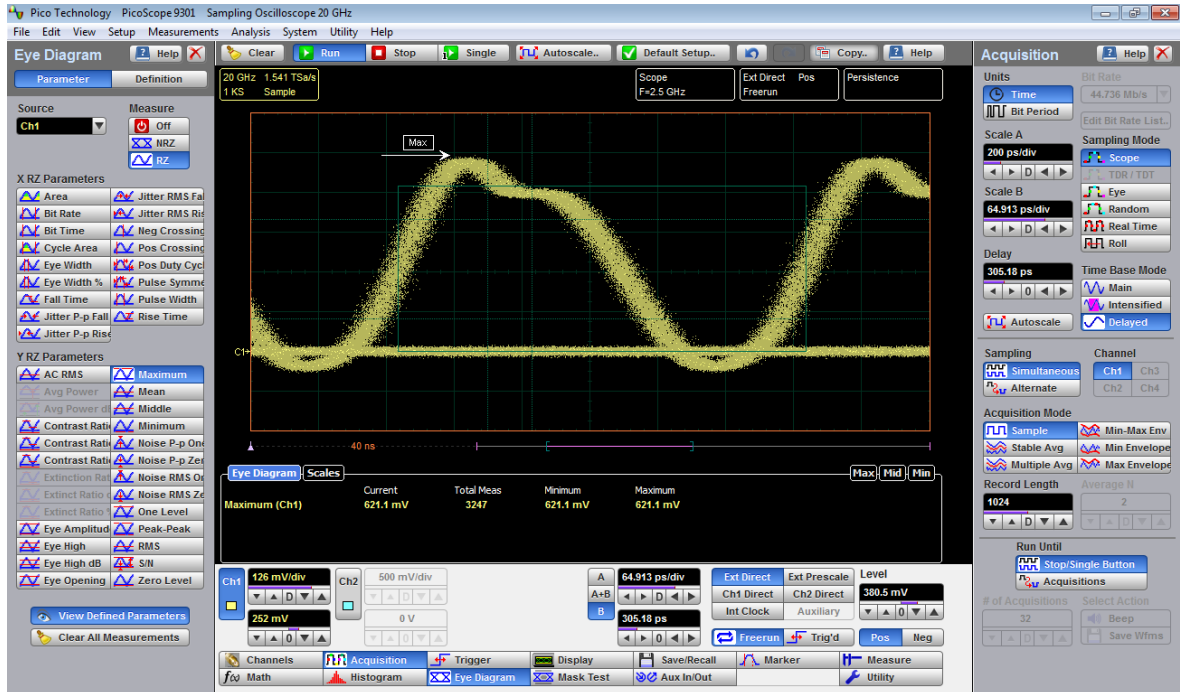 Pico Technology PicoScope 9301 Sampling Oscilloscope 20 GHz
File Edit View Setup Measurements Analysis System Utility Help
Eye Diagram Help
Clear Run Stop Single Autoscale.. Default Setup.. Copy.. Help
Acquisition Help
Parameter Definition
20 GHz 1.541 TSa/s
1 KS Sample
Scope
F=2.5 GHz
Ext Direct Pos
Freerun
Persistence
Source
Ch1
Measure
Off
NRZ
RZ
X RZ Parameters
Area Jitter RMS Fal
Bit Rate Jitter RMS Ris
Bit Time Neg Crossing
Cycle Area Pos Crossing
Eye Width Pos Duty Cycl
Eye Width % Pulse Symme
Fall Time Pulse Width
Jitter P-p Fall Rise Time
Jitter P-p Rise
Y RZ Parameters
AC RMS Maximum
Avg Power Mean
Avg Power dB Middle
Contrast Ratio Minimum
Contrast Ratio Noise P-p One
Contrast Ratio Noise P-p Zer
Extinction Rat Noise RMS On
Extinct Ratio d Noise RMS Ze
Extinct Ratio % One Level
Eye Amplitud Peak-Peak
Eye High RMS
Eye High dB S/N
Eye Opening Zero Level
View Defined Parameters
Clear All Measurements
Max
C1
40 ns
Eye Diagram Scales Max Mid Min
Current Total Meas Minimum Maximum
Maximum (Ch1) 621.1 mV 3247 621.1 mV 621.1 mV
Ch1 126 mV/div
D
252 mV
0
Ch2 500 mV/div
D
0 V
0
A
A+B
B
64.913 ps/div
D
305.18 ps
0
Ext Direct Ext Prescale
Ch1 Direct Ch2 Direct
Int Clock Auxiliary
Freerun Trig'd
Level
380.5 mV
0
Pos Neg
Channels Acquisition Trigger Display Save/Recall Marker Measure
f(x) Math Histogram Eye Diagram Mask Test Aux In/Out Utility
Units
Time
Bit Period
Bit Rate
44.736 Mb/s
Edit Bit Rate List..
Scale A
200 ps/div
D
Scale B
64.913 ps/div
D
Delay
305.18 ps
0
Autoscale
Sampling Mode
Scope
TDR / TDT
Eye
Random
Real Time
Roll
Time Base Mode
Main
Intensified
Delayed
Sampling
Simultaneous
Alternate
Channel
Ch1 Ch3
Ch2 Ch4
Acquisition Mode
Sample Min-Max Env
Stable Avg Min Envelope
Multiple Avg Max Envelope
Record Length
1024
D
Average N
2
D
Run Until
Stop/Single Button
Acquisitions
# of Acquisitions
32
D
Select Action
Beep
Save Wfms